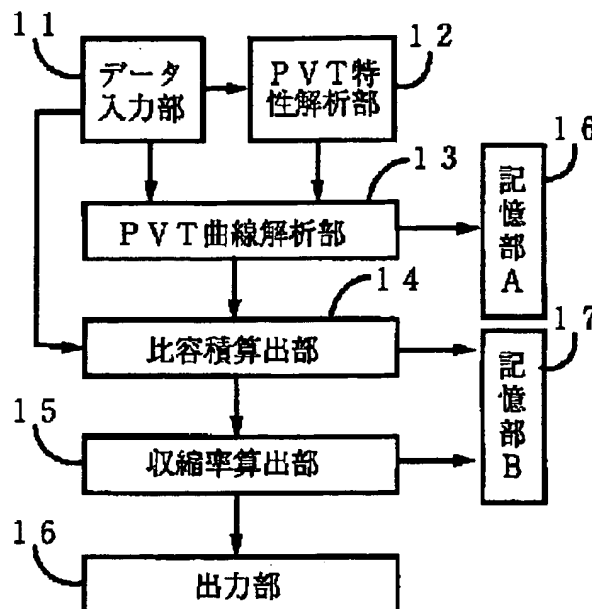 11
データ
入力部
PVT特
性解析部
12
13
PVT曲線解析部
16
記
憶
部
A
14
比容積算出部
17
記
憶
部
B
15
収縮率算出部
16
出力部